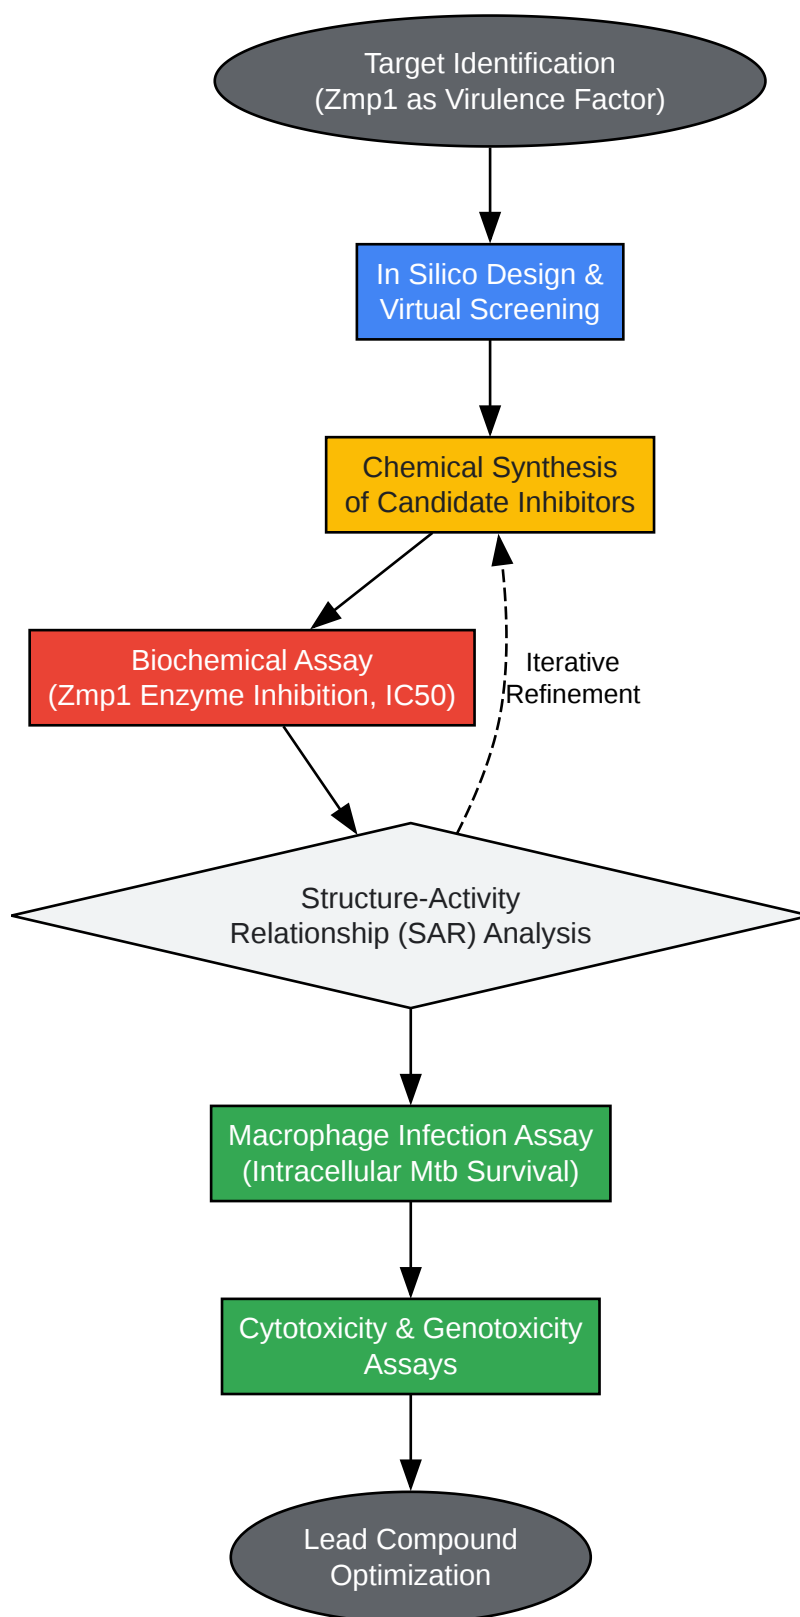 Target Identification
(Zmp1 as Virulence Factor)
In Silico Design &
Virtual Screening
Chemical Synthesis
of Candidate Inhibitors
Biochemical Assay
(Zmp1 Enzyme Inhibition, IC50)
Iterative
Refinement
Structure-Activity
Relationship (SAR) Analysis
Macrophage Infection Assay
(Intracellular Mtb Survival)
Cytotoxicity & Genotoxicity
Assays
Lead Compound
Optimization